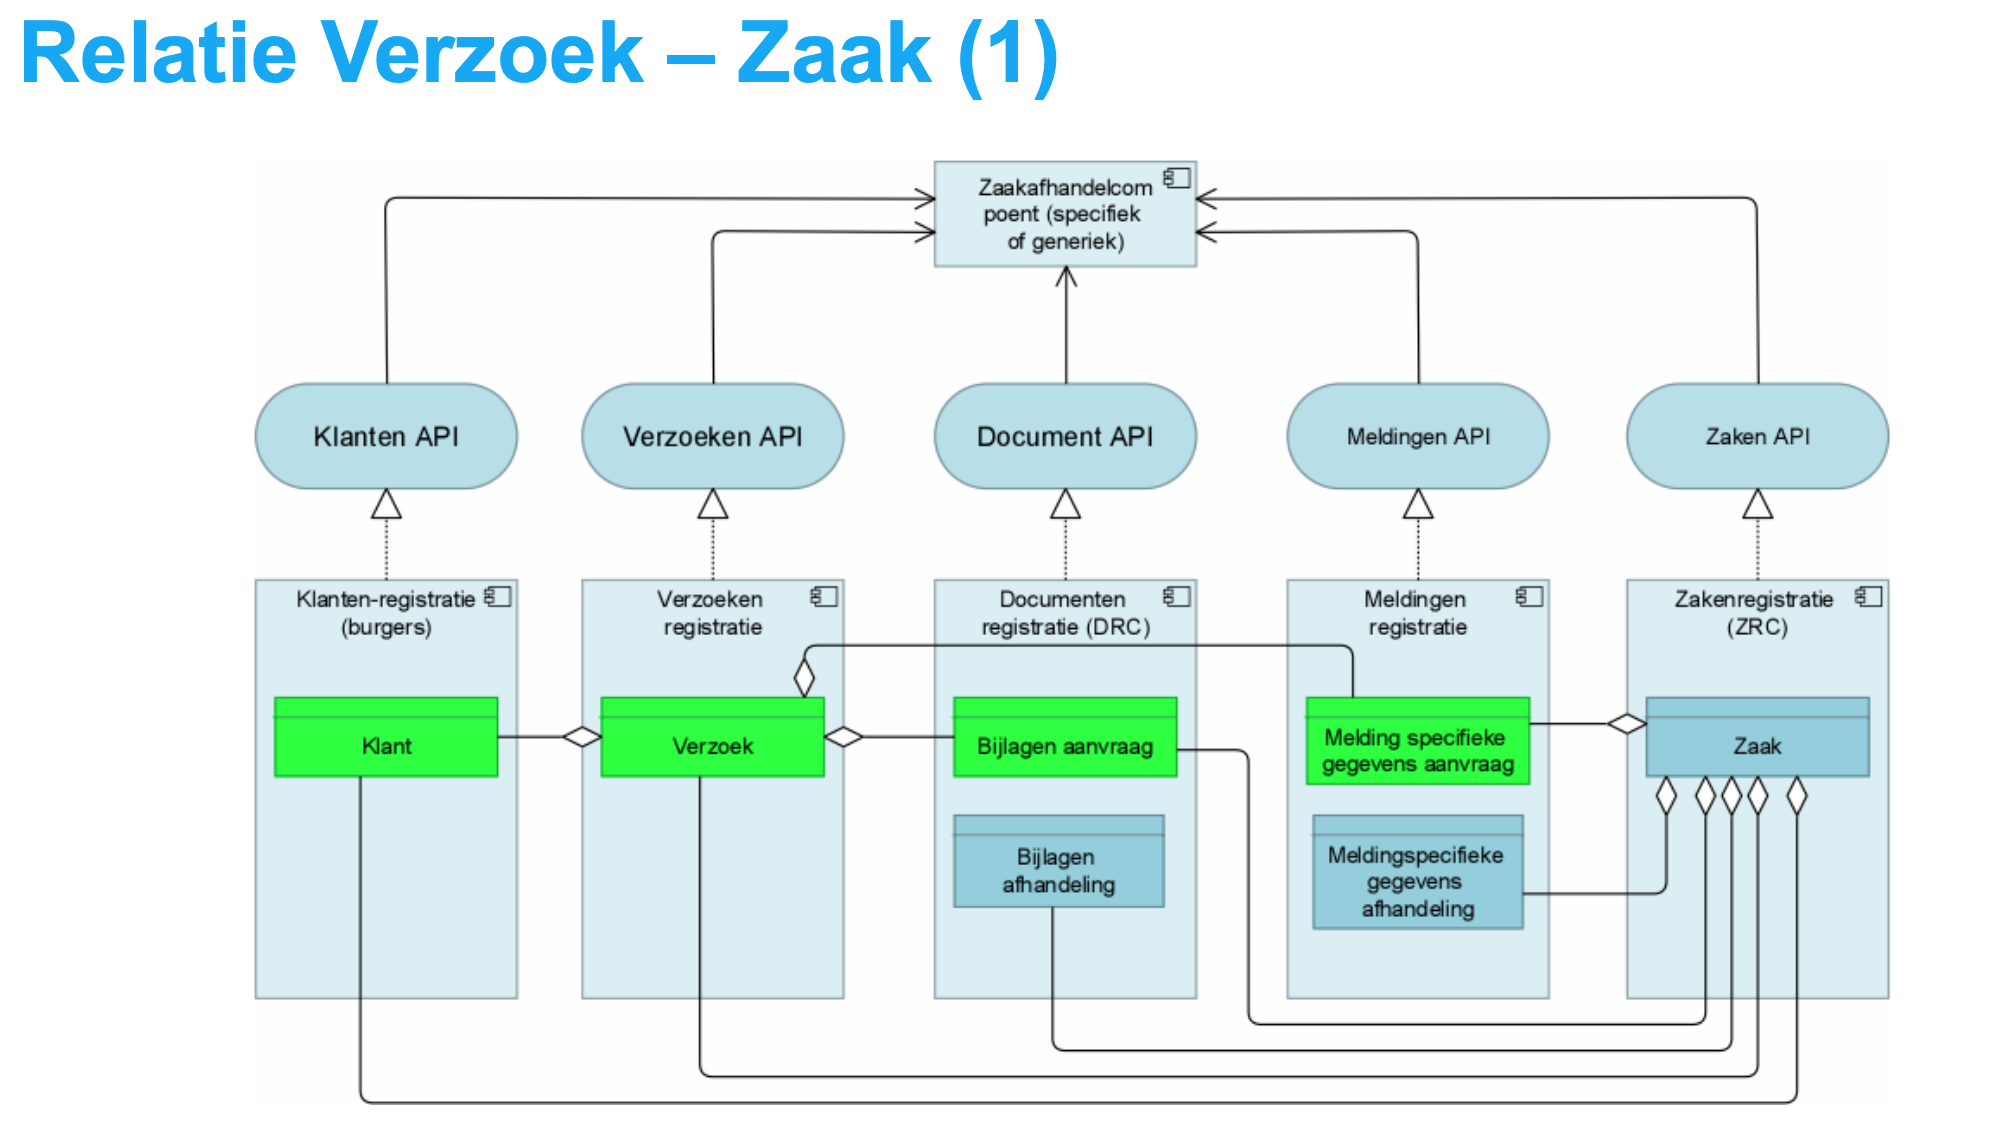 Relatie Verzoek – Zaak (1)
Zaakafhandelcom
poent (specifiek
of generiek)
Klanten API
Verzoeken API
Document API
Meldingen API
Zaken API
Klanten-registratie
(burgers)
Verzoeken
registratie
Documenten
registratie (DRC)
Meldingen
registratie
Zakenregistratie
(ZRC)
Klant
Verzoek
Bijlagen aanvraag
Melding specifieke
gegevens aanvraag
Zaak
Bijlagen
afhandeling
Meldingspecifieke
gegevens
afhandeling